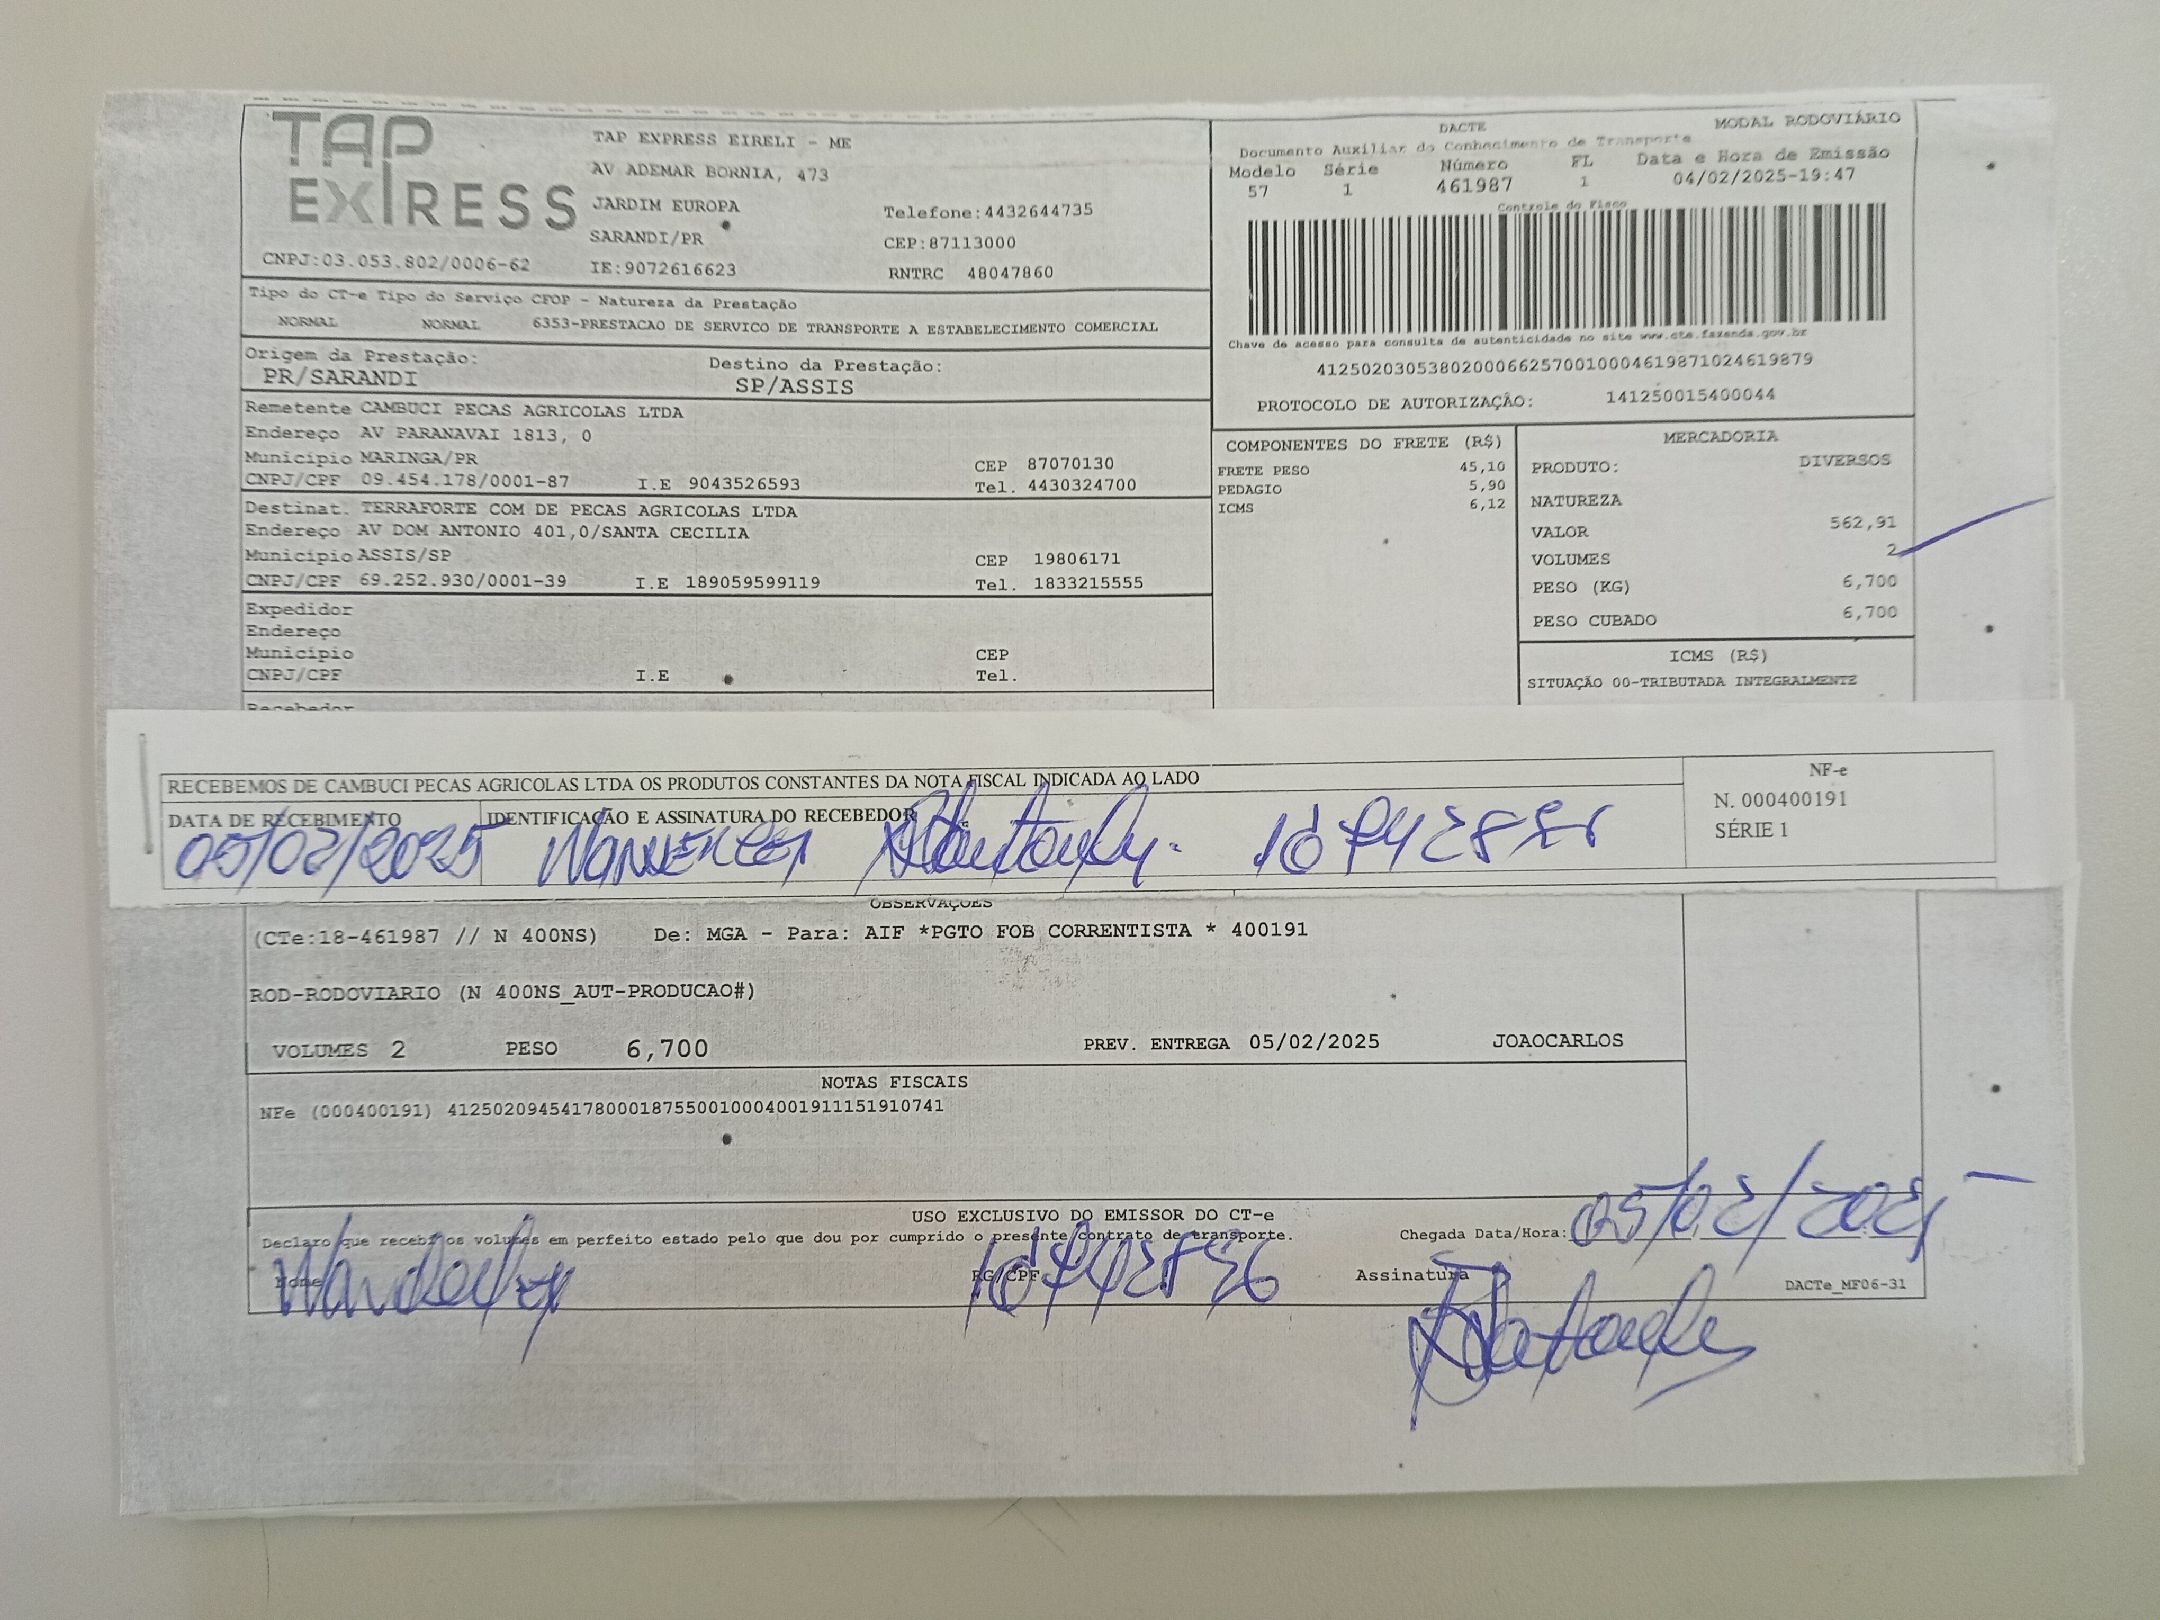 TAP
EXPRESS
TAP EXPRESS EIRELI - ME
AV ADEMAR BORNIA, 473
JARDIM EUROPA
Telefone:4432644735
SARANDI/PR
CEP:87113000
CNPJ:03.053.802/0006-62
IE:9072616623
RNTRC 48047860
DACTE
MODAL RODOVIÁRIO
Documento Auxiliar do Conhecimento de Transporte
Modelo Série Número FL Data e Hora de Emissão
57 1 461987 1 04/02/2025-19:47
Controle do Fisco
Chave de acesso para consulta de autenticidade no site www.cte.fazenda.gov.br
41250203053802000662570010004619871024619879
PROTOCOLO DE AUTORIZAÇÃO: 141250015400044
Tipo do CT-e Tipo do Serviço CFOP - Natureza da Prestação
NORMAL NORMAL 6353-PRESTACAO DE SERVICO DE TRANSPORTE A ESTABELECIMENTO COMERCIAL
Origem da Prestação: Destino da Prestação:
PR/SARANDI SP/ASSIS
Remetente CAMBUCI PECAS AGRICOLAS LTDA
Endereço AV PARANAVAI 1813, 0
Município MARINGA/PR CEP 87070130
CNPJ/CPF 09.454.178/0001-87 I.E 9043526593 Tel. 4430324700
Destinat. TERRAFORTE COM DE PECAS AGRICOLAS LTDA
Endereço AV DOM ANTONIO 401,0/SANTA CECILIA
Município ASSIS/SP CEP 19806171
CNPJ/CPF 69.252.930/0001-39 I.E 189059599119 Tel. 1833215555
Expedidor
Endereço
Município CEP
CNPJ/CPF I.E Tel.
Recebedor
COMPONENTES DO FRETE (R$)
FRETE PESO 45,10
PEDAGIO 5,90
ICMS 6,12
MERCADORIA
PRODUTO: DIVERSOS
NATUREZA
VALOR 562,91
VOLUMES 2
PESO (KG) 6,700
PESO CUBADO 6,700
ICMS (R$)
SITUAÇÃO 00-TRIBUTADA INTEGRALMENTE
RECEBEMOS DE CAMBUCI PECAS AGRICOLAS LTDA OS PRODUTOS CONSTANTES DA NOTA FISCAL INDICADA AO LADO
DATA DE RECEBIMENTO IDENTIFICAÇÃO E ASSINATURA DO RECEBEDOR
05/02/2025
NF-e
N. 000400191
SÉRIE 1
OBSERVAÇÕES
(CTe:18-461987 // N 400NS) De: MGA - Para: AIF *PGTO FOB CORRENTISTA * 400191
ROD-RODOVIARIO (N 400NS_AUT-PRODUCAO#)
VOLUMES 2 PESO 6,700 PREV. ENTREGA 05/02/2025 JOAOCARLOS
NOTAS FISCAIS
NFe (000400191) 41250209454178000187550010004001911151910741
USO EXCLUSIVO DO EMISSOR DO CT-e
Declaro que recebi os volumes em perfeito estado pelo que dou por cumprido o presente contrato de transporte.
Chegada Data/Hora: 05/02/2025
Nome RG/CPF Assinatura
DACTe_MF06-31